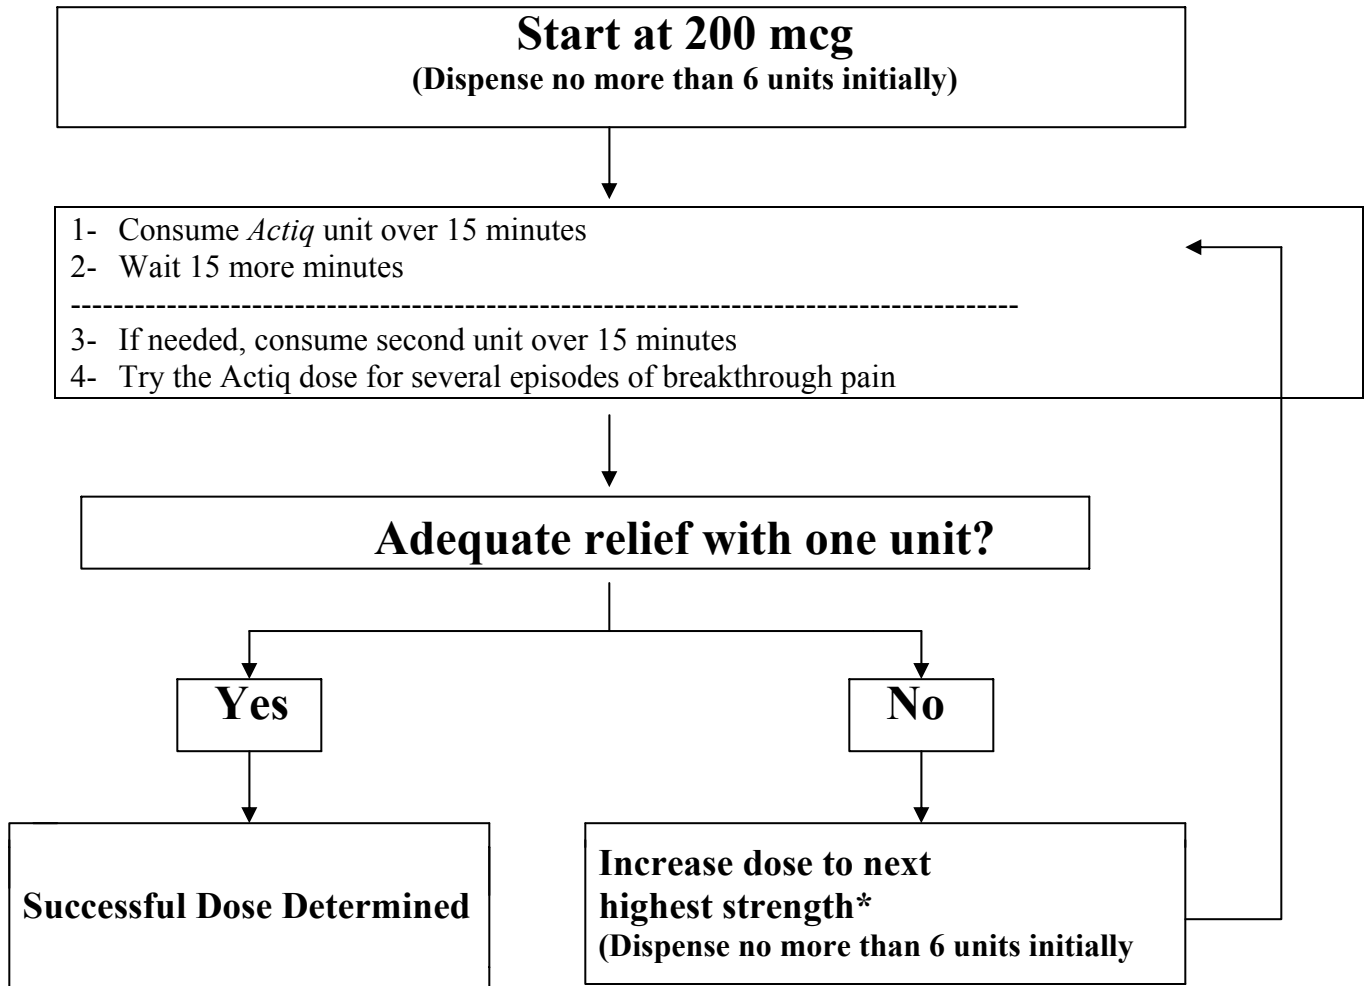 Start at 200 mcg
(Dispense no more than 6 units initially)
1- Consume Actiq unit over 15 minutes
2- Wait 15 more minutes
----------------------------------------------------------------------------------------
3- If needed, consume second unit over 15 minutes
4- Try the Actiq dose for several episodes of breakthrough pain
Adequate relief with one unit?
Yes
No
Successful Dose Determined
Increase dose to next
highest strength*
(Dispense no more than 6 units initially